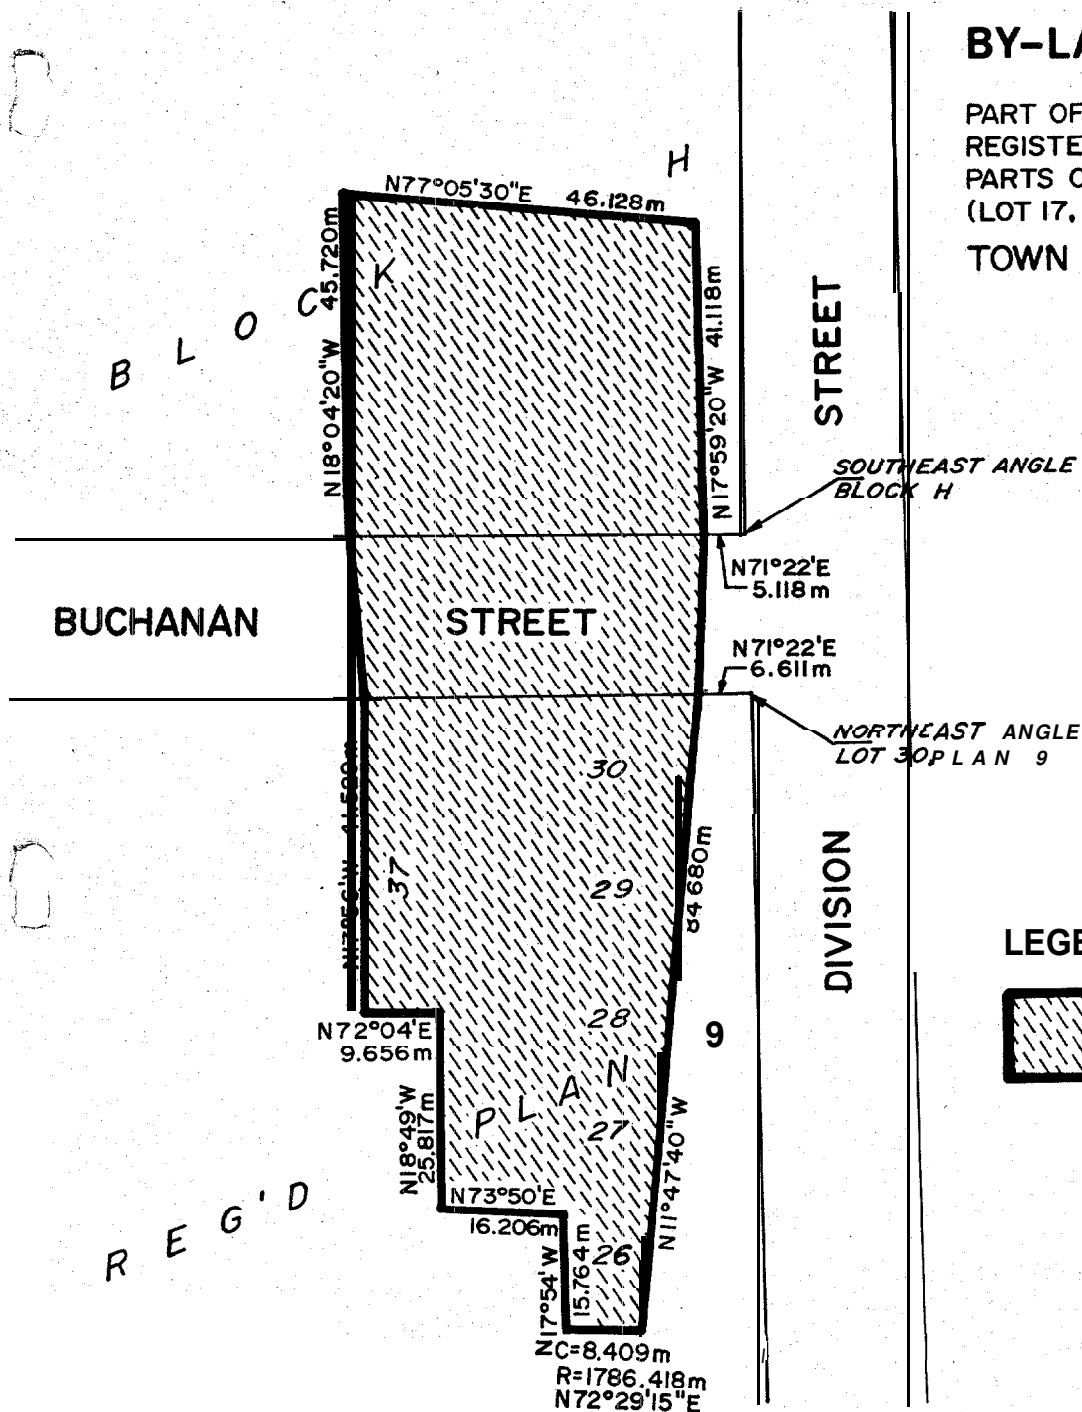 BY-LA
PART OF
REGISTE
PARTS O
(LOT 17,
TOWN
H
N77°05'30"E 46.128m
BLOCK
N18°04'20"W 45.720m
N17°59'20"W 41.118m
STREET
SOUTHEAST ANGLE
BLOCK H
N71°22'E
5.118m
BUCHANAN STREET
N71°22'E
6.611m
NORTHEAST ANGLE
LOT 30, PLAN 9
30
37
29
84.680m
DIVISION
LEGE
28
9
N72°04'E
9.656m
PLAN
27
N18°49'W
25.817m
N11°47'40"W
N73°50'E
16.206m
REG'D
26
N17°54'W
15.764m
C=8.409m
R=1786.418m
N72°29'15"E